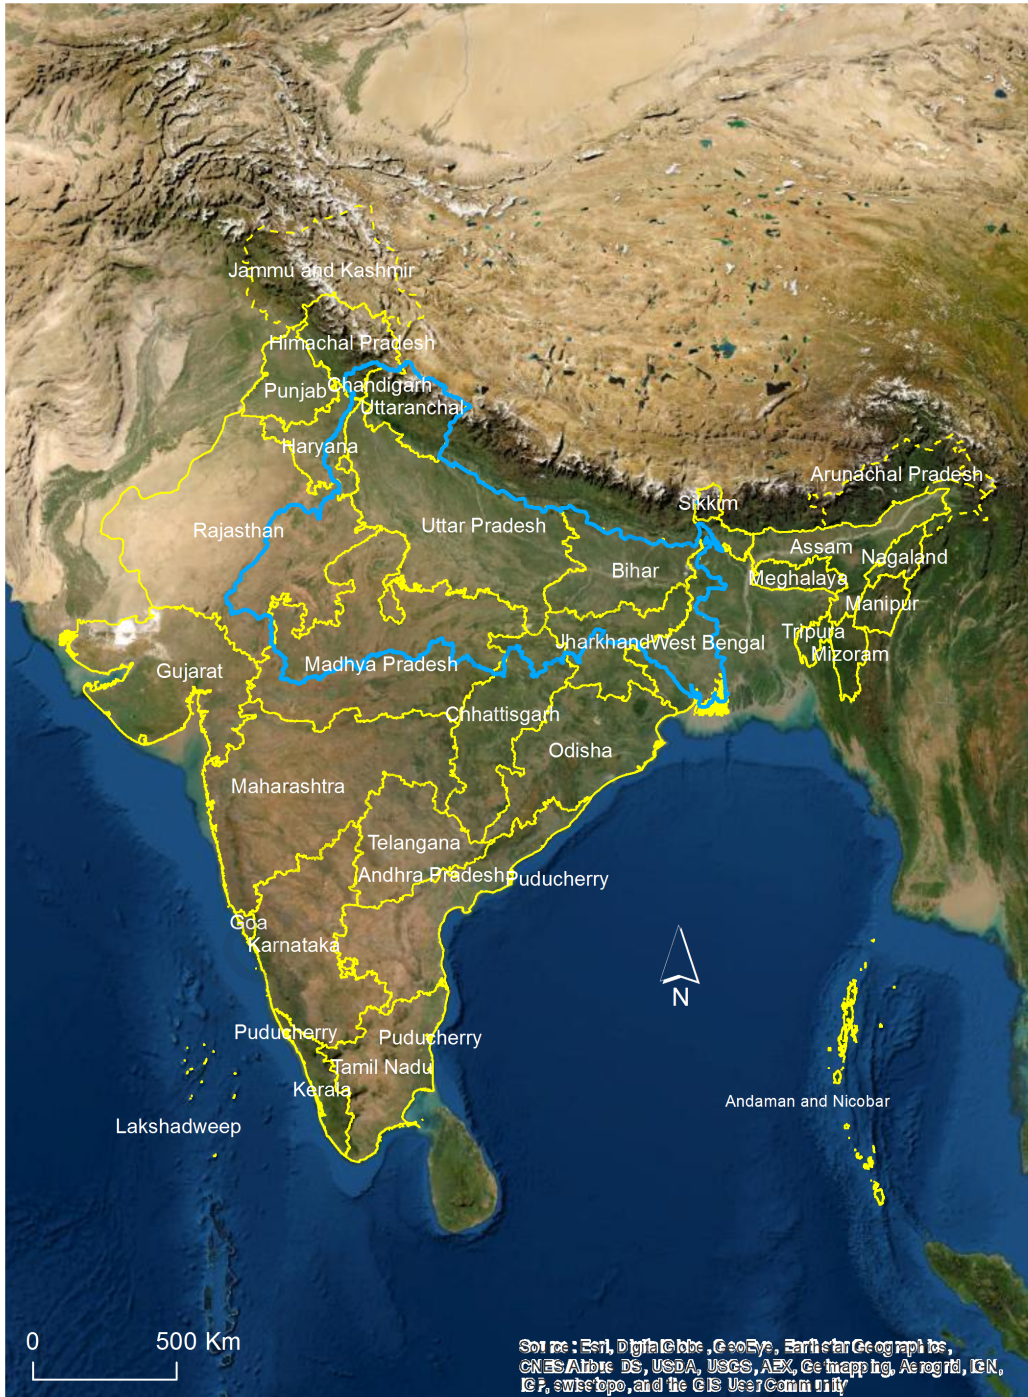 Jammu and Kashmir
Himachal Pradesh
Punjab
Chandigarh
Uttaranchal
Haryana
Arunachal Pradesh
Sikkim
Rajasthan
Uttar Pradesh
Assam
Nagaland
Bihar
Meghalaya
Manipur
Tripura
Jharkhand
West Bengal
Mizoram
Madhya Pradesh
Gujarat
Chhattisgarh
Odisha
Maharashtra
Telangana
Andhra Pradesh
Puducherry
Goa
Karnataka
N
Puducherry
Puducherry
Tamil Nadu
Kerala
Andaman and Nicobar
Lakshadweep
0 500 Km
Source: Esri, DigitalGlobe, GeoEye, Earthstar Geographics,
CNES/Airbus DS, USDA, USGS, AEX, Getmapping, Aerogrid, IGN,
IGP, swisstopo, and the GIS User Community